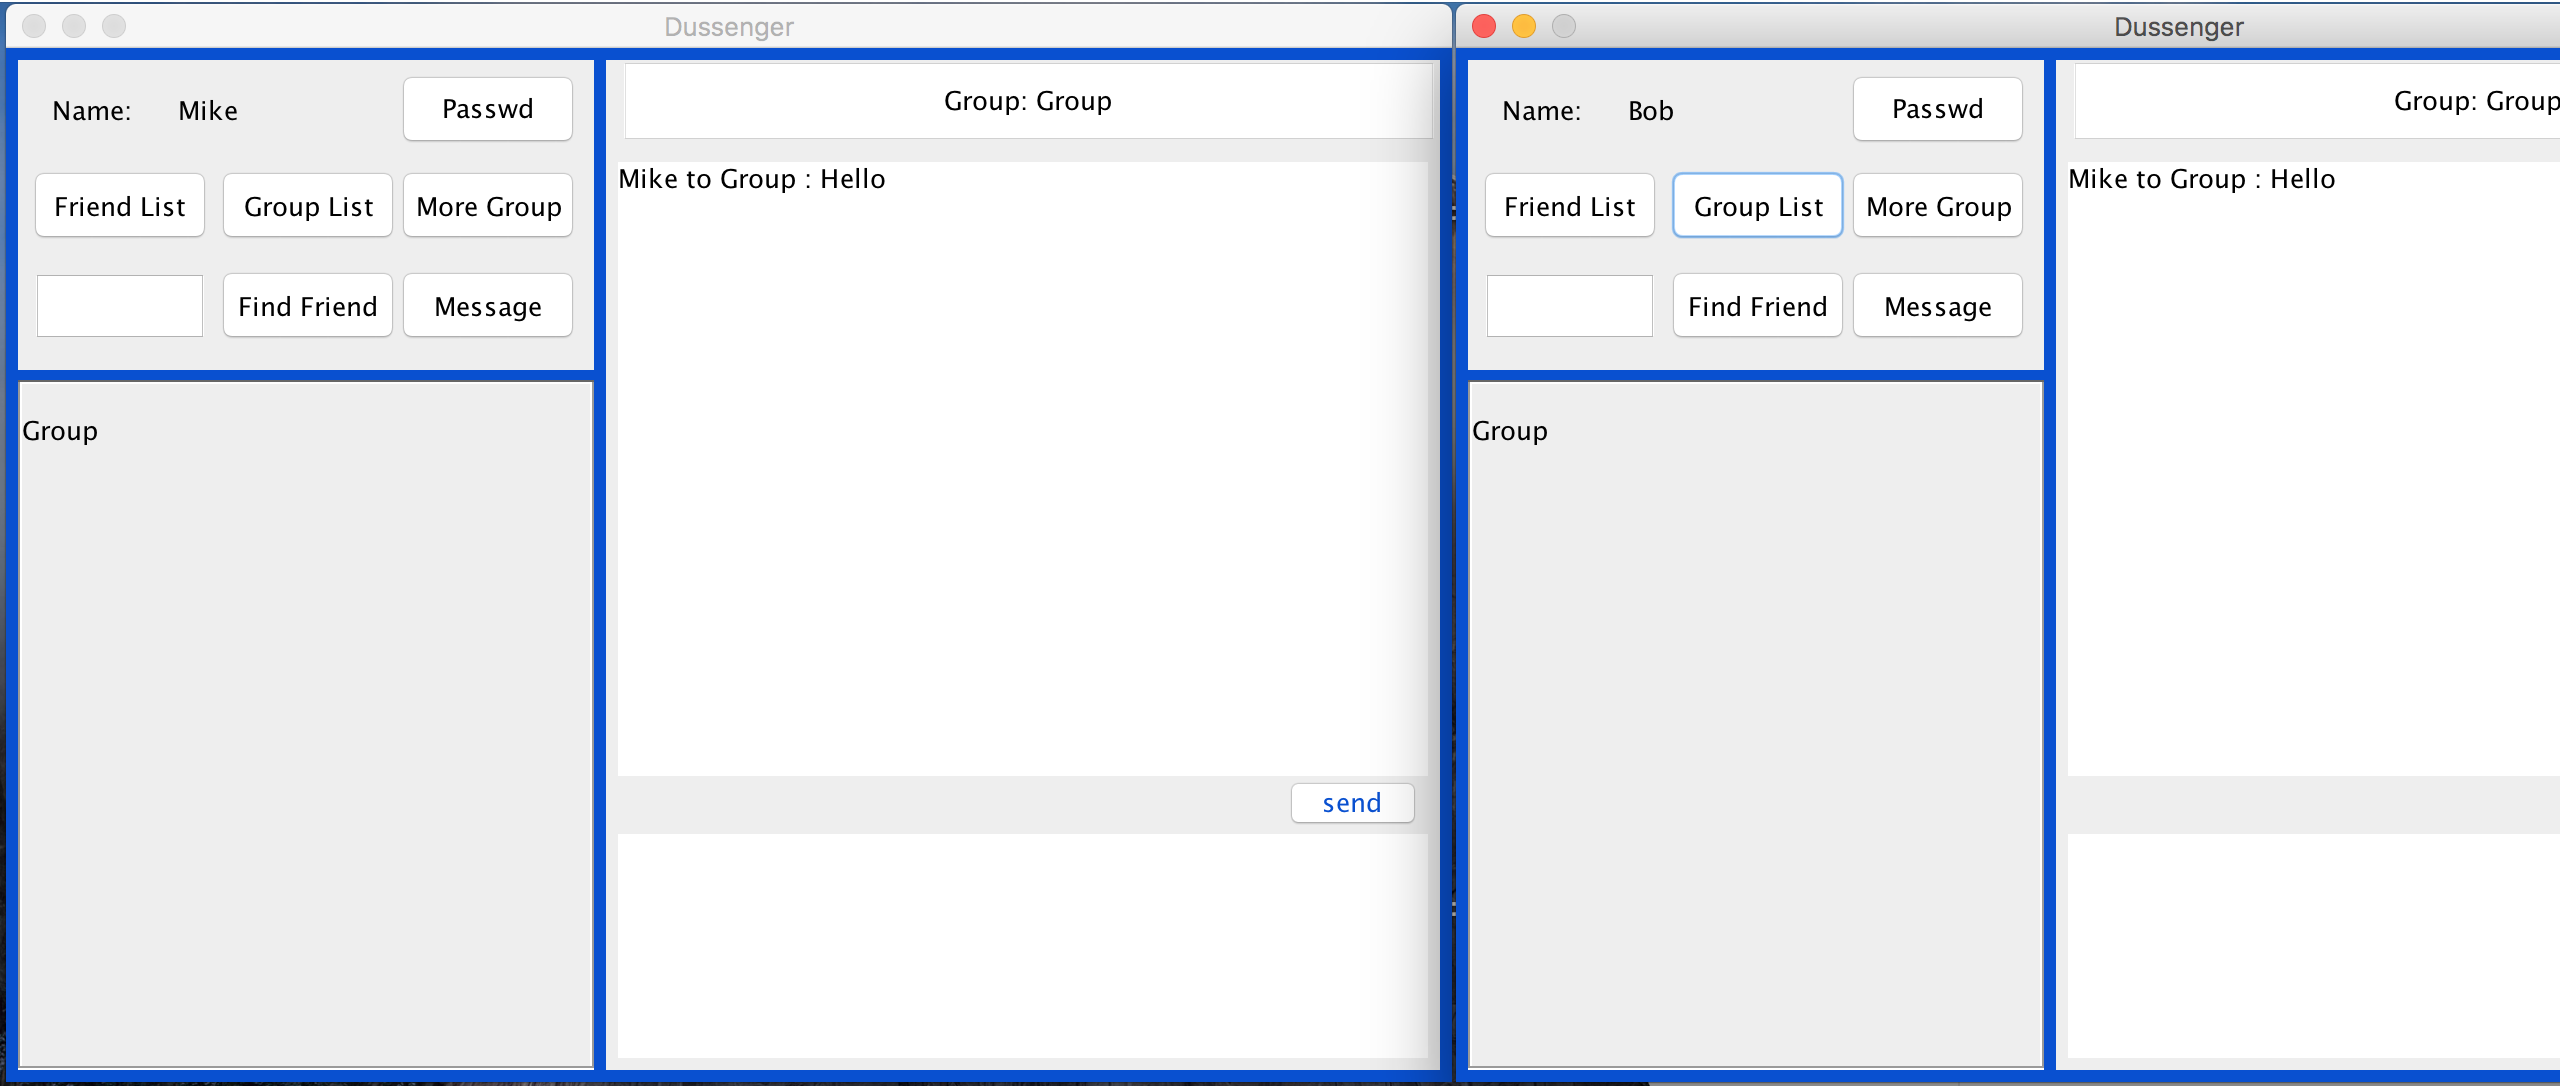 Dussenger
Name: Mike Passwd
Friend List Group List More Group
Find Friend Message
Group
Group: Group
Mike to Group : Hello
send
Dussenger
Name: Bob Passwd
Friend List Group List More Group
Find Friend Message
Group
Group: Group
Mike to Group : Hello